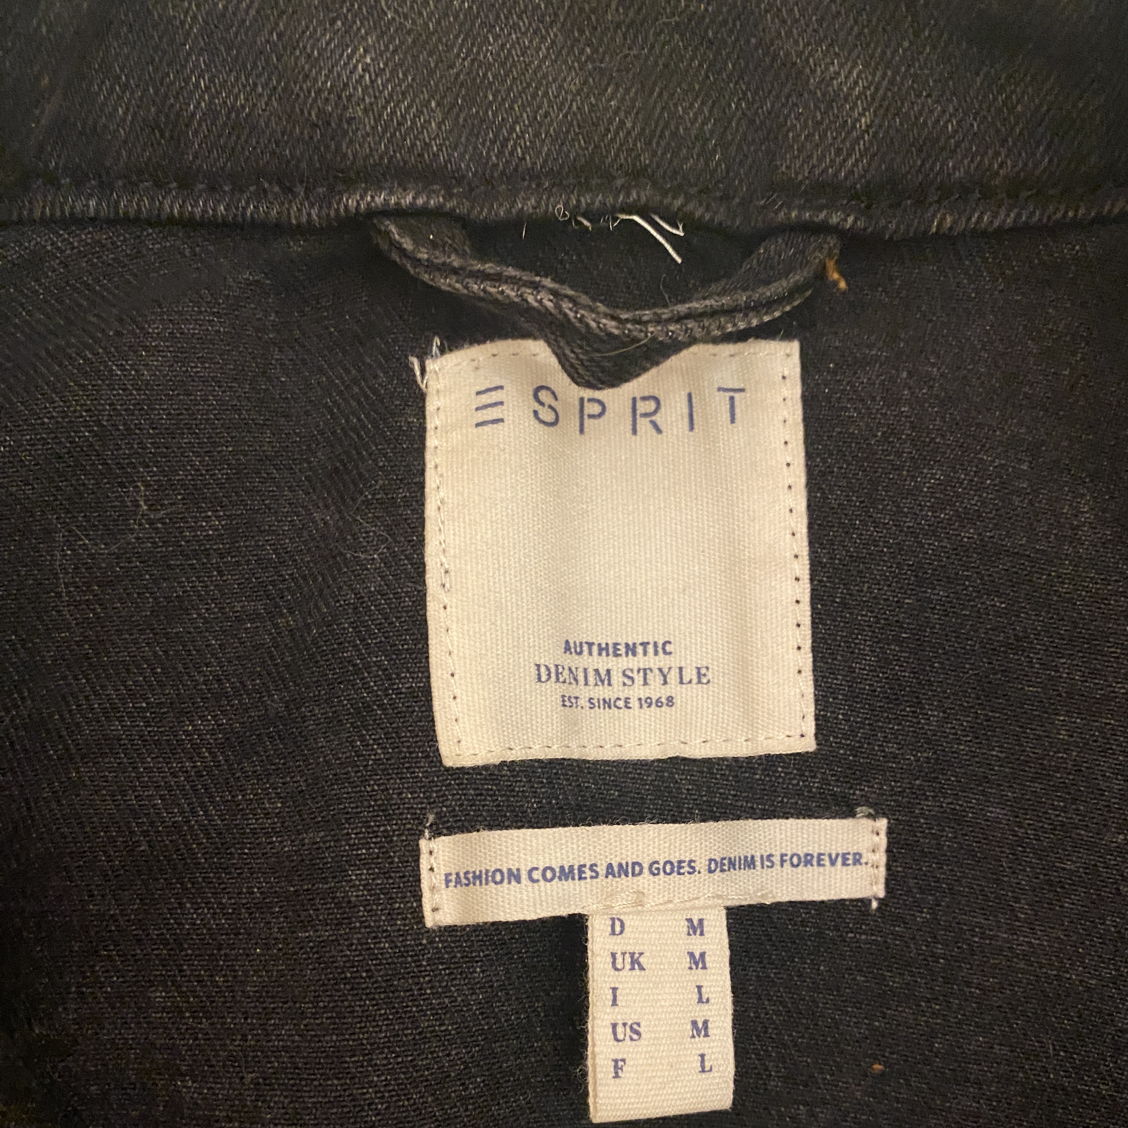 ESPRIT
AUTHENTIC
DENIM STYLE
EST. SINCE 1968
FASHION COMES AND GOES. DENIM IS FOREVER.
D M
UK M
I L
US M
F L